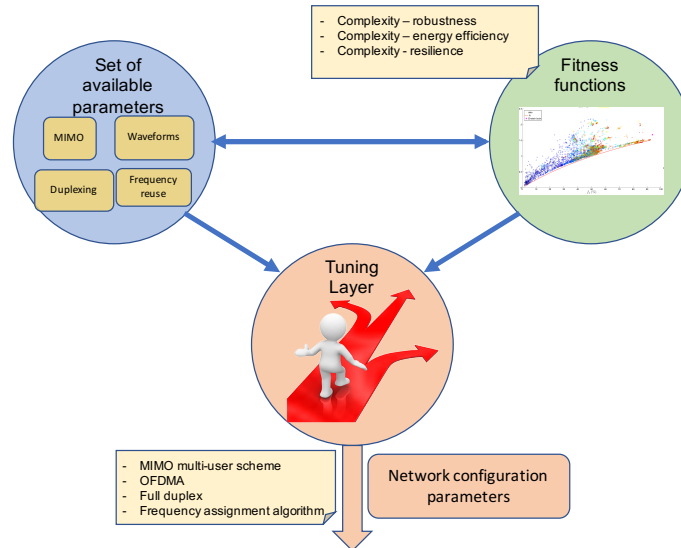 - Complexity – robustness
- Complexity – energy efficiency
- Complexity - resilience
Set of
available
parameters
MIMO
Waveforms
Duplexing
Frequency
reuse
Fitness
functions
Tuning
Layer
- MIMO multi-user scheme
- OFDMA
- Full duplex
- Frequency assignment algorithm
Network configuration
parameters